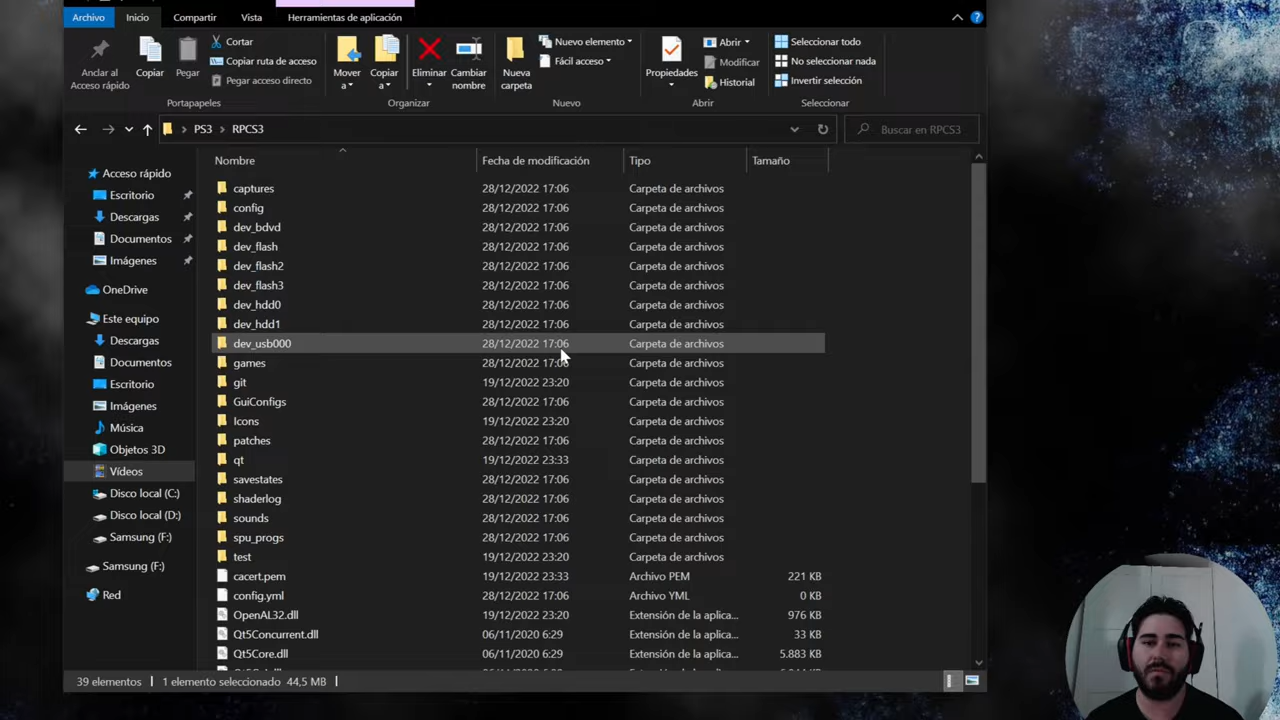 Archivo Inicio Compartir Vista Herramientas de aplicación
Anclar al Acceso rápido
Copiar
Pegar
Cortar
Copiar ruta de acceso
Pegar acceso directo
Portapapeles
Mover a
Copiar a
Eliminar
Cambiar nombre
Organizar
Nueva carpeta
Nuevo elemento
Fácil acceso
Nuevo
Propiedades
Abrir
Modificar
Historial
Abrir
Seleccionar todo
No seleccionar nada
Invertir selección
Seleccionar
PS3 > RPCS3
Buscar en RPCS3
Acceso rápido
Escritorio
Descargas
Documentos
Imágenes
OneDrive
Este equipo
Descargas
Documentos
Escritorio
Imágenes
Música
Objetos 3D
Vídeos
Disco local (C:)
Disco local (D:)
Samsung (F:)
Samsung (F:)
Red
Nombre Fecha de modificación Tipo Tamaño
captures 28/12/2022 17:06 Carpeta de archivos
config 28/12/2022 17:06 Carpeta de archivos
dev_bdvd 28/12/2022 17:06 Carpeta de archivos
dev_flash 28/12/2022 17:06 Carpeta de archivos
dev_flash2 28/12/2022 17:06 Carpeta de archivos
dev_flash3 28/12/2022 17:06 Carpeta de archivos
dev_hdd0 28/12/2022 17:06 Carpeta de archivos
dev_hdd1 28/12/2022 17:06 Carpeta de archivos
dev_usb000 28/12/2022 17:06 Carpeta de archivos
games 28/12/2022 17:06 Carpeta de archivos
git 19/12/2022 23:20 Carpeta de archivos
GuiConfigs 28/12/2022 17:06 Carpeta de archivos
Icons 19/12/2022 23:20 Carpeta de archivos
patches 28/12/2022 17:06 Carpeta de archivos
qt 19/12/2022 23:33 Carpeta de archivos
savestates 28/12/2022 17:06 Carpeta de archivos
shaderlog 28/12/2022 17:06 Carpeta de archivos
sounds 28/12/2022 17:06 Carpeta de archivos
spu_progs 28/12/2022 17:06 Carpeta de archivos
test 19/12/2022 23:20 Carpeta de archivos
cacert.pem 19/12/2022 23:33 Archivo PEM 221 KB
config.yml 28/12/2022 17:06 Archivo YML 0 KB
OpenAL32.dll 19/12/2022 23:20 Extensión de la aplica... 976 KB
Qt5Concurrent.dll 06/11/2020 6:29 Extensión de la aplica... 33 KB
Qt5Core.dll 06/11/2020 6:29 Extensión de la aplica... 5.883 KB
39 elementos 1 elemento seleccionado 44,5 MB